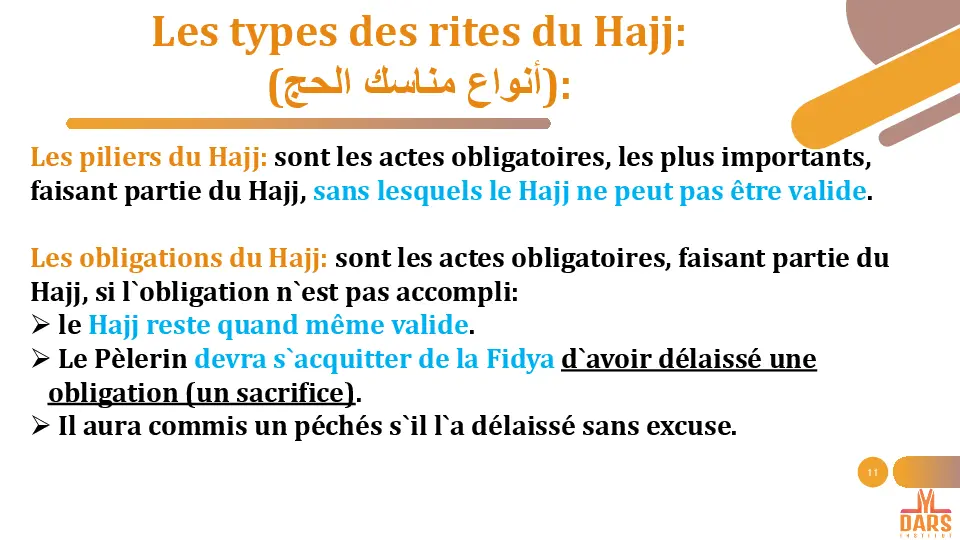 Les types des rites du Hajj:
(أنواع مناسك الحج):
Les piliers du Hajj: sont les actes obligatoires, les plus importants,
faisant partie du Hajj, sans lesquels le Hajj ne peut pas être valide.
Les obligations du Hajj: sont les actes obligatoires, faisant partie du
Hajj, si l`obligation n`est pas accompli:
➢ le Hajj reste quand même valide.
➢ Le Pèlerin devra s`acquitter de la Fidya d`avoir délaissé une
obligation (un sacrifice).
➢ Il aura commis un péchés s`il l`a délaissé sans excuse.
11
DARS
INSTITUT